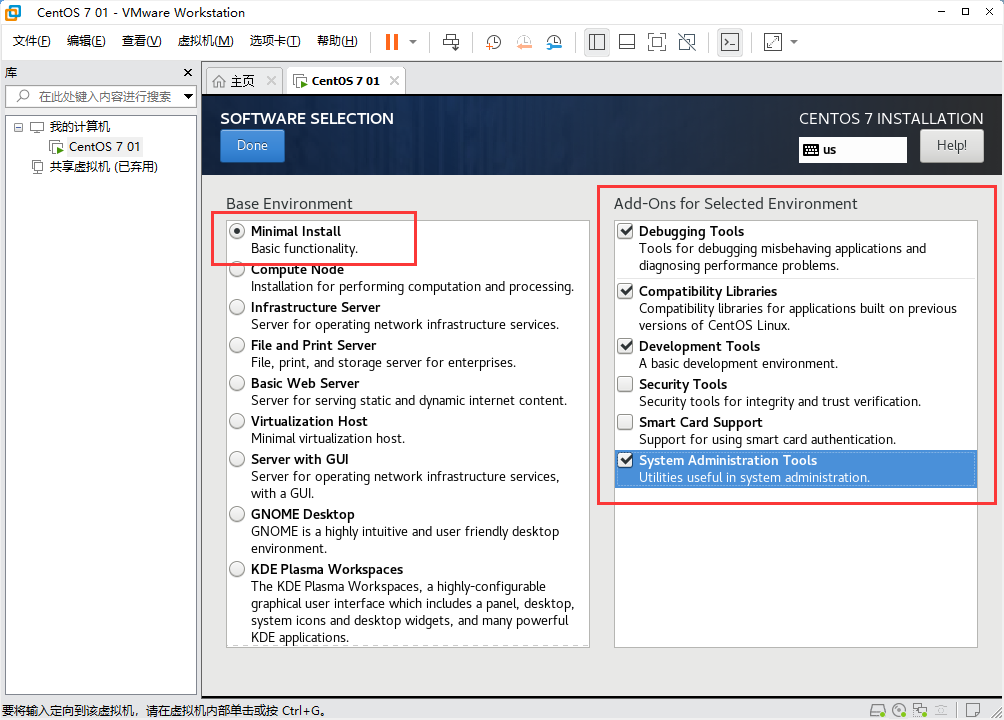 CentOS 7 01 - VMware Workstation
文件(F) 编辑(E) 查看(V) 虚拟机(M) 选项卡(T) 帮助(H)
库
在此处键入内容进行搜索
我的计算机
CentOS 7 01
共享虚拟机 (已弃用)
主页 CentOS 7 01
SOFTWARE SELECTION
Done
CENTOS 7 INSTALLATION
us
Help!
Base Environment
Minimal Install
Basic functionality.
Compute Node
Installation for performing computation and processing.
Infrastructure Server
Server for operating network infrastructure services.
File and Print Server
File, print, and storage server for enterprises.
Basic Web Server
Server for serving static and dynamic internet content.
Virtualization Host
Minimal virtualization host.
Server with GUI
Server for operating network infrastructure services,
with a GUI.
GNOME Desktop
GNOME is a highly intuitive and user friendly desktop
environment.
KDE Plasma Workspaces
The KDE Plasma Workspaces, a highly-configurable
graphical user interface which includes a panel, desktop,
system icons and desktop widgets, and many powerful
KDE applications.
Add-Ons for Selected Environment
Debugging Tools
Tools for debugging misbehaving applications and
diagnosing performance problems.
Compatibility Libraries
Compatibility libraries for applications built on previous
versions of CentOS Linux.
Development Tools
A basic development environment.
Security Tools
Security tools for integrity and trust verification.
Smart Card Support
Support for using smart card authentication.
System Administration Tools
Utilities useful in system administration.
要将输入定向到该虚拟机，请在虚拟机内部单击或按 Ctrl+G。